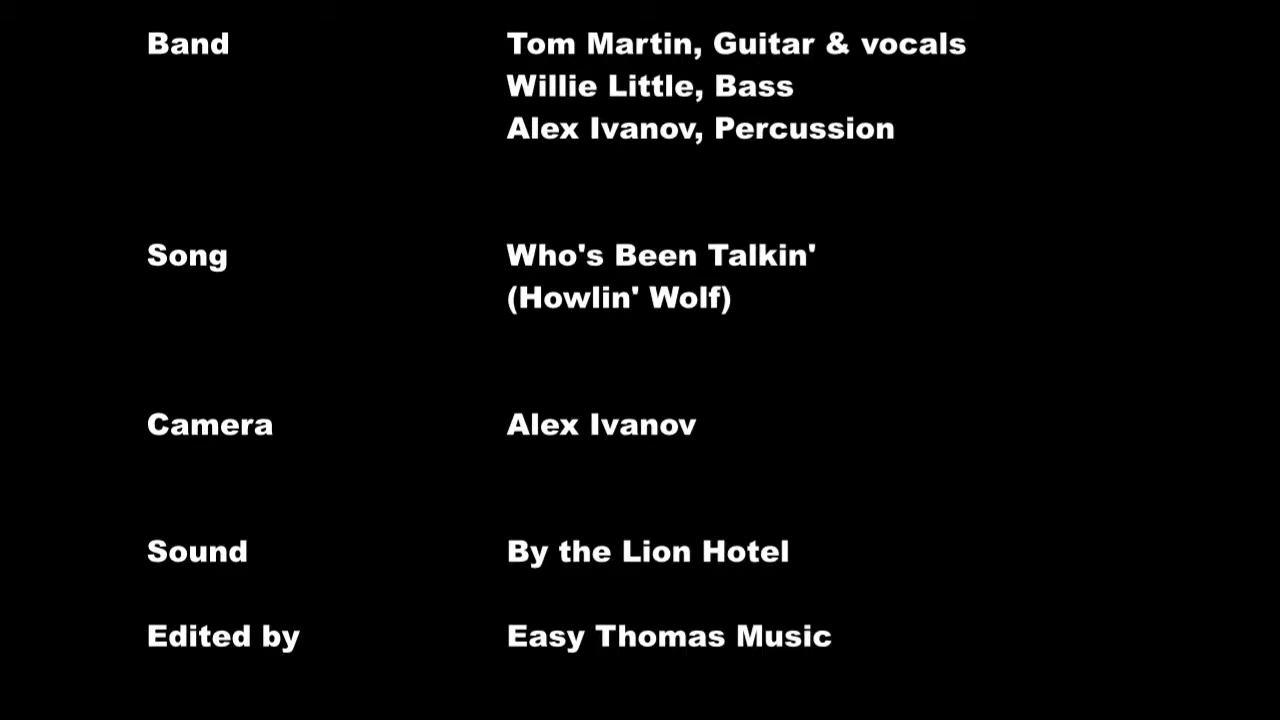 Band Tom Martin, Guitar & vocals
Willie Little, Bass
Alex Ivanov, Percussion
Song Who's Been Talkin'
(Howlin' Wolf)
Camera Alex Ivanov
Sound By the Lion Hotel
Edited by Easy Thomas Music